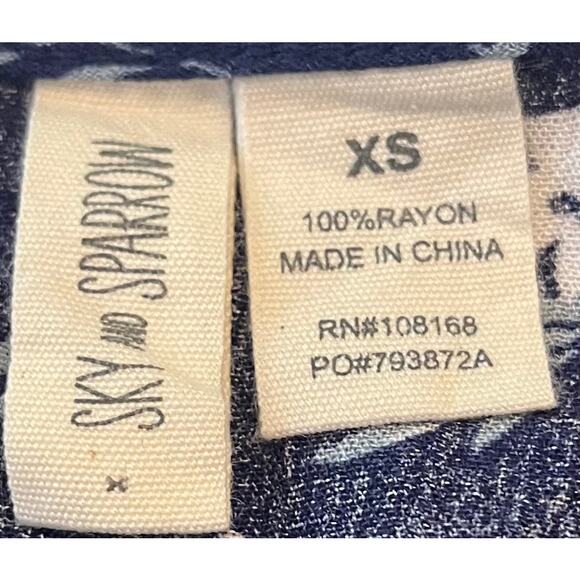 SKY AND SPARROW
x
XS
100%RAYON
MADE IN CHINA
RN#108168
PO#793872A